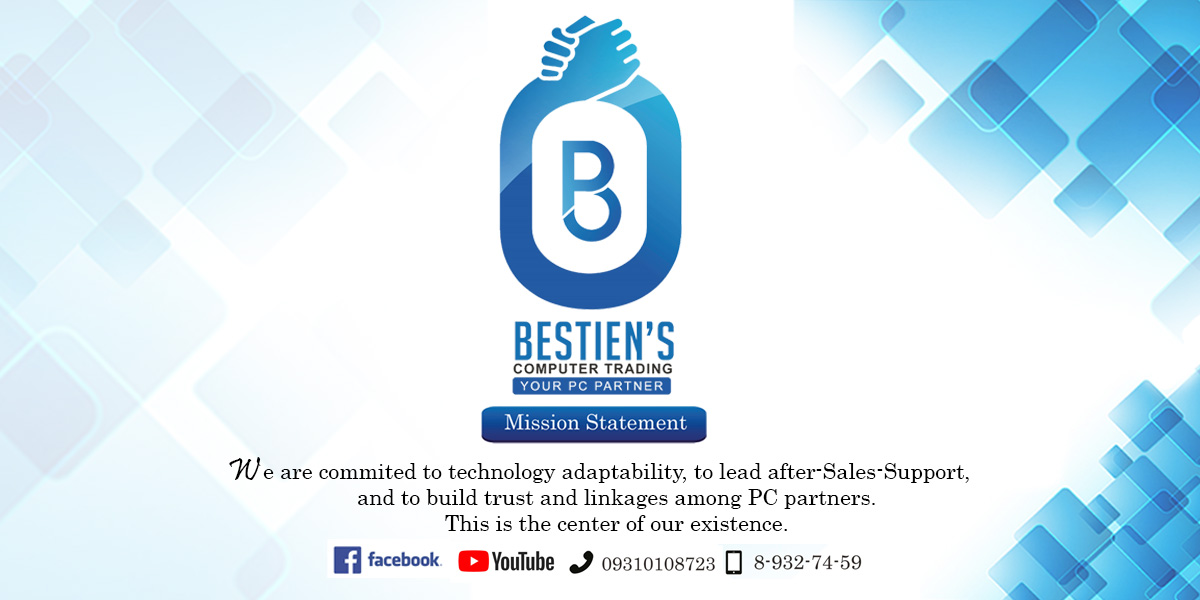 B
BESTIEN'S
COMPUTER TRADING
YOUR PC PARTNER
Mission Statement
We are commited to technology adaptability, to lead after-Sales-Support,
and to build trust and linkages among PC partners.
This is the center of our existence.
facebook. YouTube 09310108723 8-932-74-59